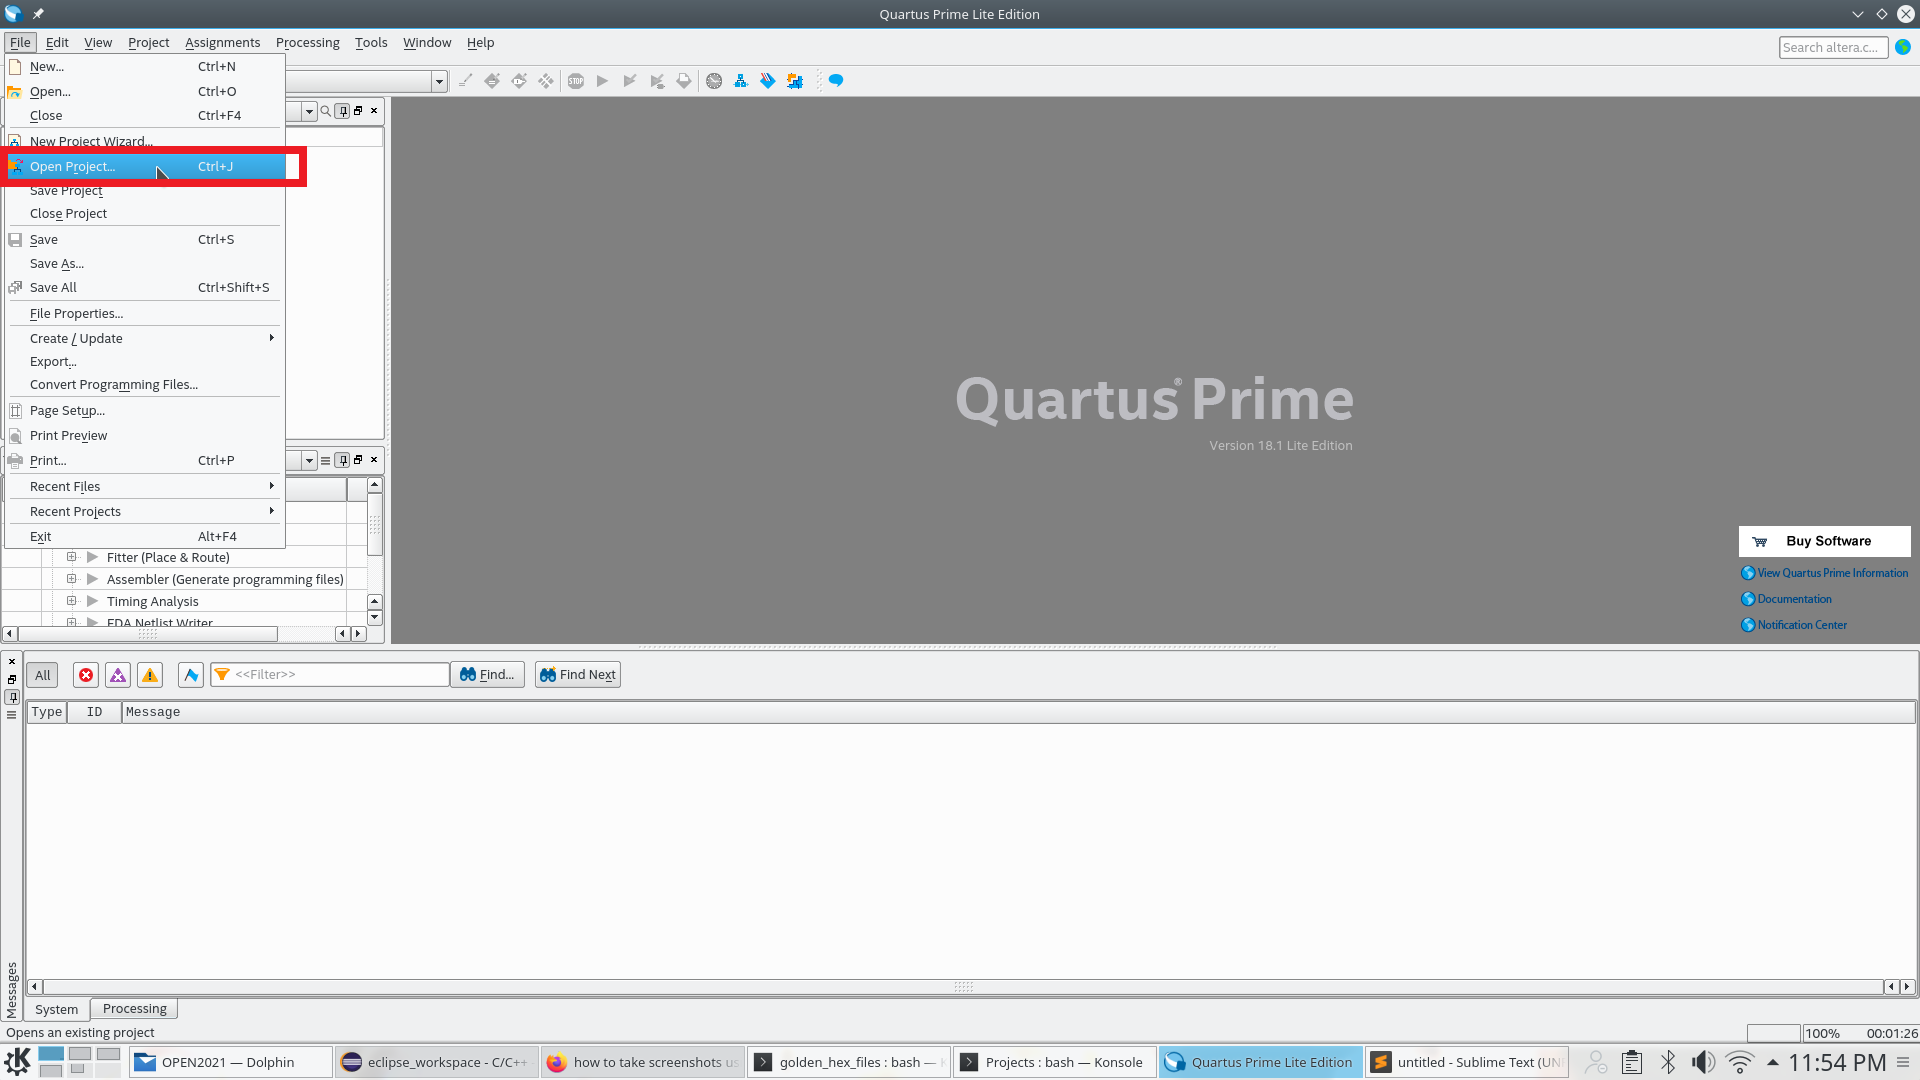 Quartus Prime Lite Edition
File Edit View Project Assignments Processing Tools Window Help
Search altera.c...
New... Ctrl+N
Open... Ctrl+O
Close Ctrl+F4
New Project Wizard...
Open Project... Ctrl+J
Save Project
Close Project
Save Ctrl+S
Save As...
Save All Ctrl+Shift+S
File Properties...
Create / Update
Export...
Convert Programming Files...
Page Setup...
Print Preview
Print... Ctrl+P
Recent Files
Recent Projects
Exit Alt+F4
STOP
Fitter (Place & Route)
Assembler (Generate programming files)
Timing Analysis
EDA Netlist Writer
Quartus® Prime
Version 18.1 Lite Edition
Buy Software
View Quartus Prime Information
Documentation
Notification Center
All <<Filter>> Find... Find Next
Type ID Message
Messages
System Processing
Opens an existing project
100% 00:01:26
OPEN2021 — Dolphin
eclipse_workspace - C/C++
how to take screenshots us
golden_hex_files : bash —
Projects : bash — Konsole
Quartus Prime Lite Edition
untitled - Sublime Text (UN
11:54 PM